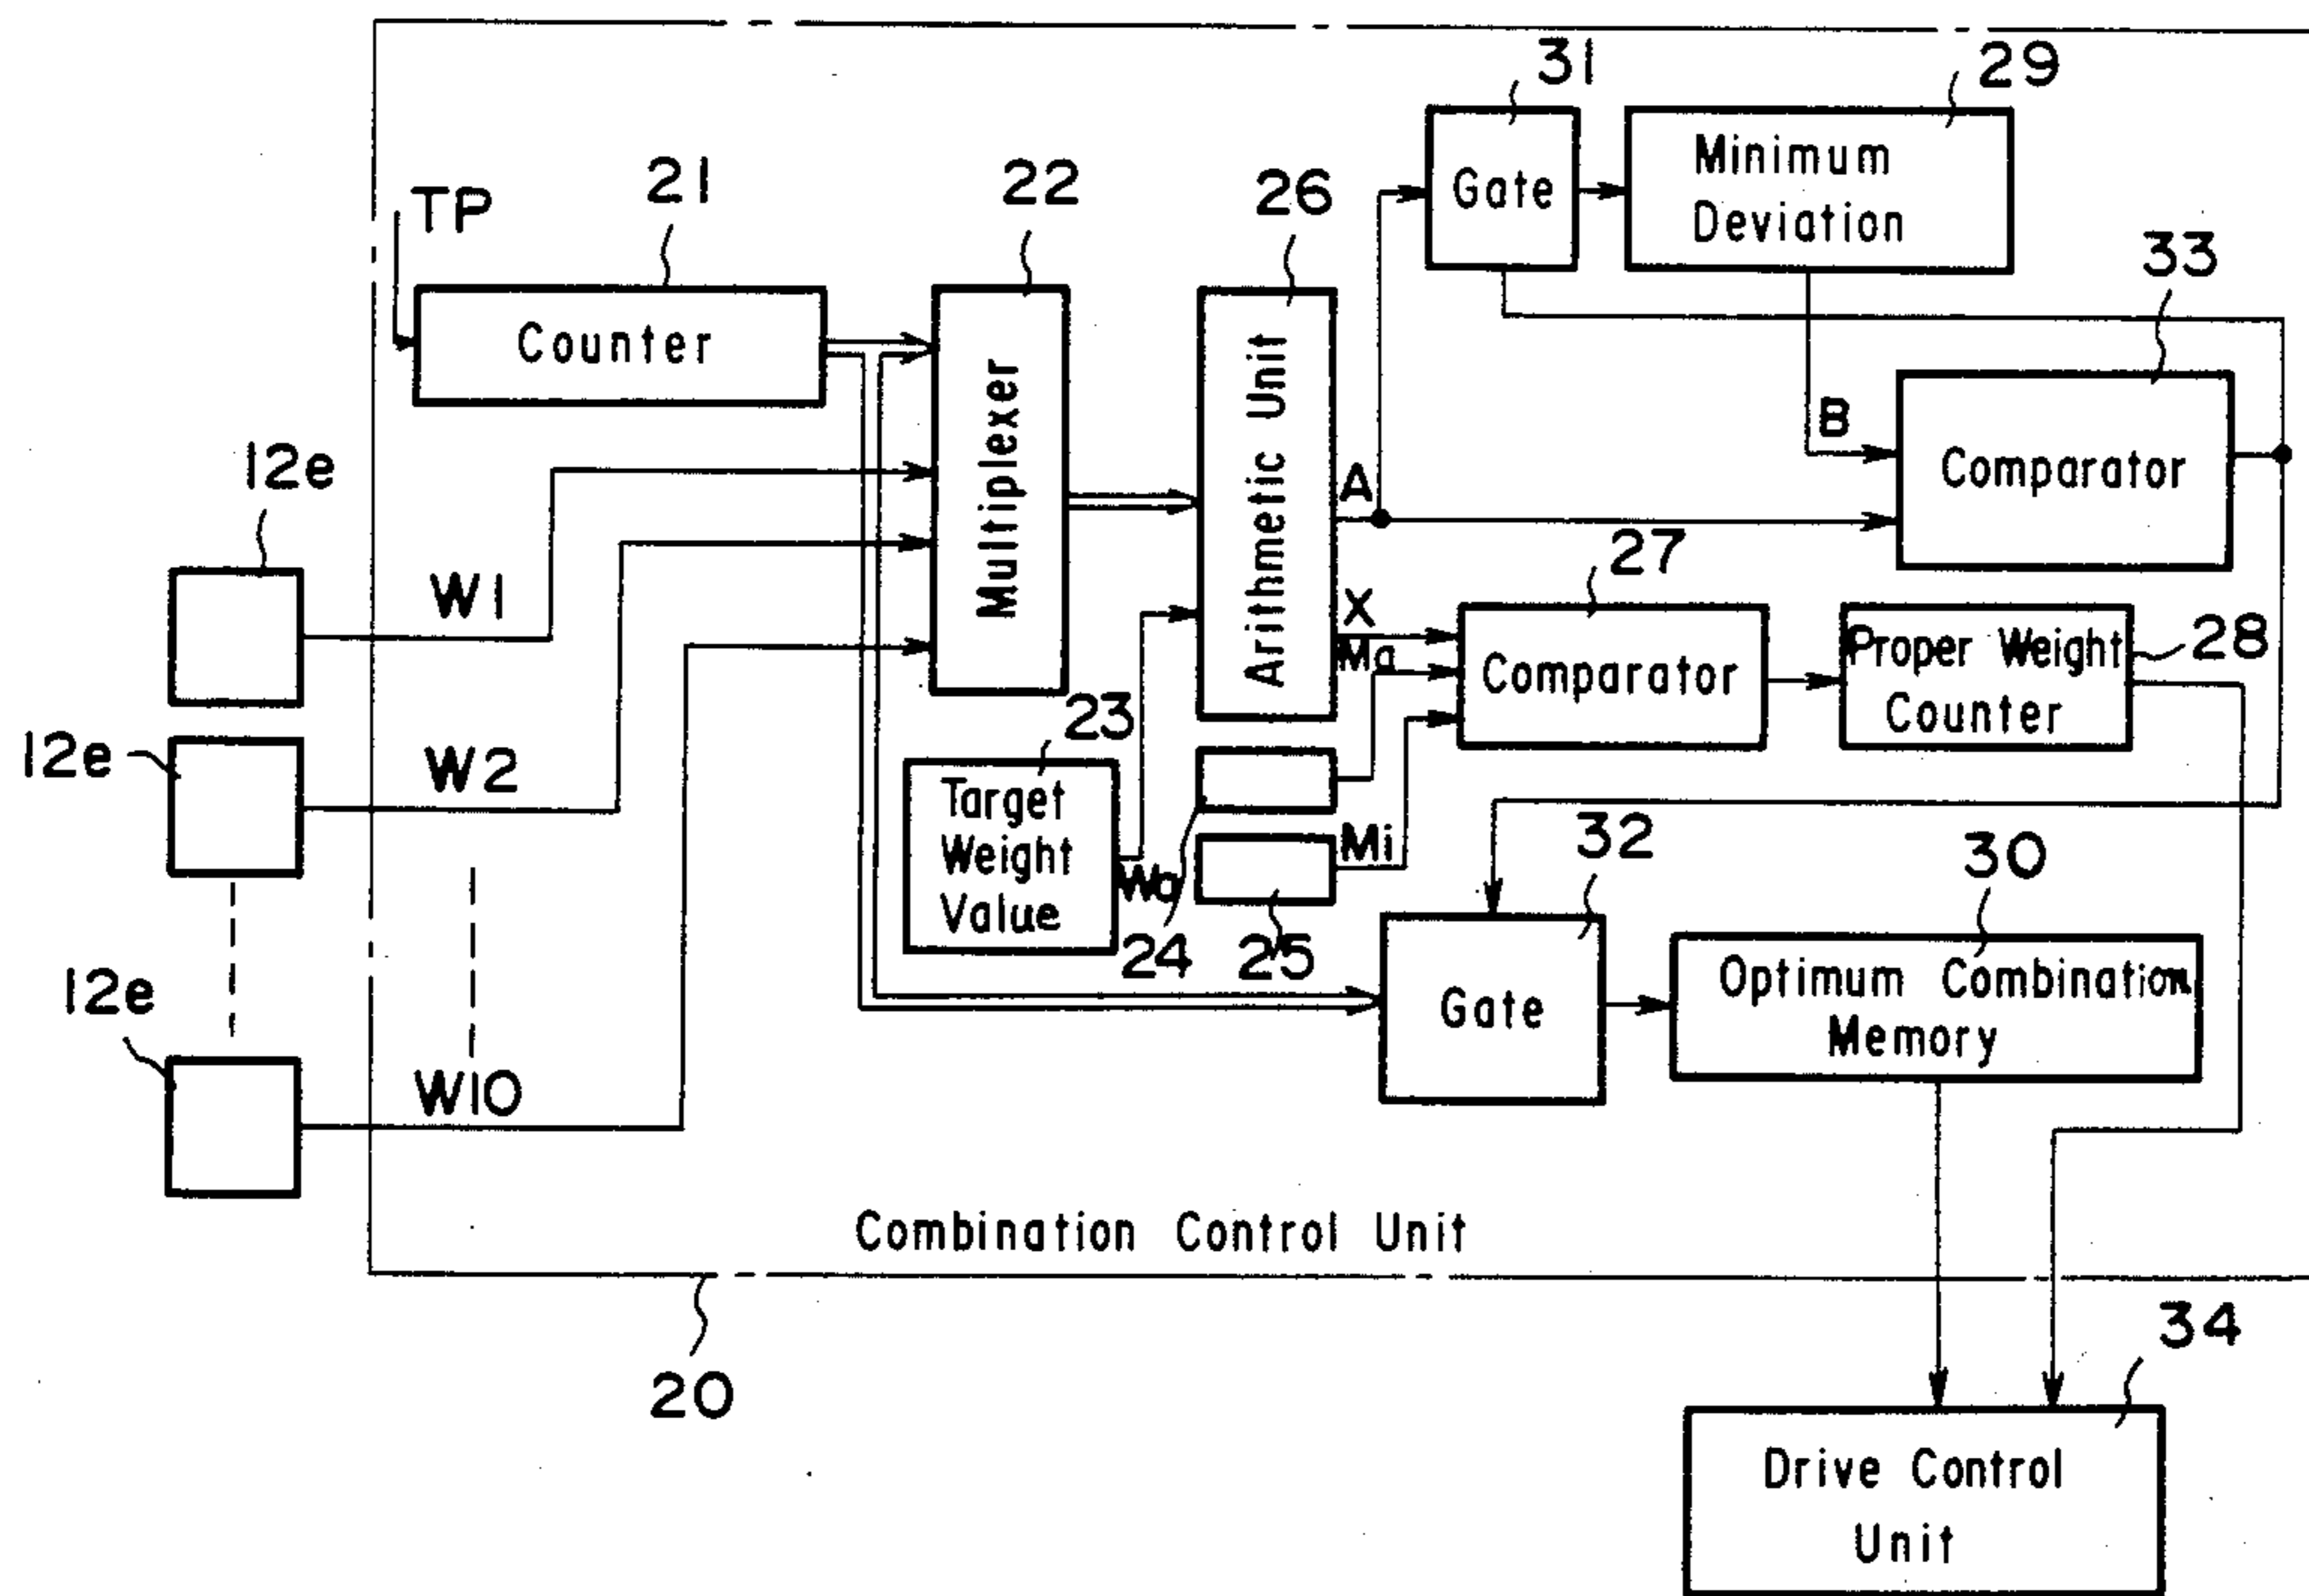 31
29
Minimum
Deviation
Gate
TP
21
22
26
33
Counter
Multiplexer
Arithmetic Unit
B
Comparator
A
12e
W1
27
X
Ma
Comparator
28
Proper Weight
Counter
12e
W2
23
Target
Weight
Value
Wa
24
Mi
25
32
30
Gate
Optimum Combination
Memory
12e
W10
Combination Control Unit
20
34
Drive Control
Unit